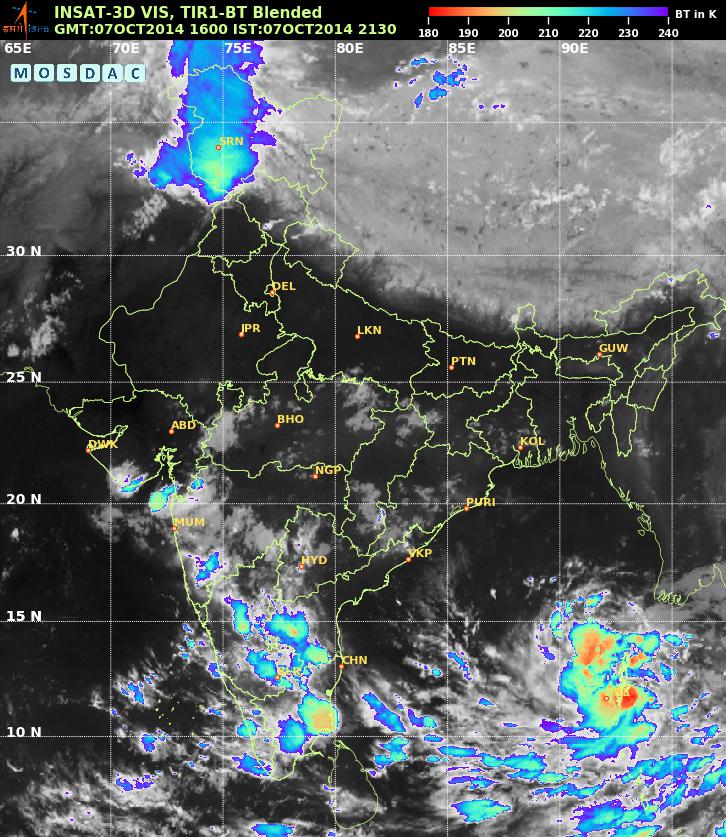 INSAT-3D VIS, TIR1-BT Blended
GMT:07OCT2014 1600 IST:07OCT2014 2130
BT in K
180 190 200 210 220 230 240
65E 70E 75E 80E 85E 90E
MOSDAC
SRN
30 N
DEL
JPR LKN
GUW
PTN
25 N
ABD BHO
DWK KOL
NGP
20 N
PURI
MUM
HYD VKP
15 N
CHN
10 N